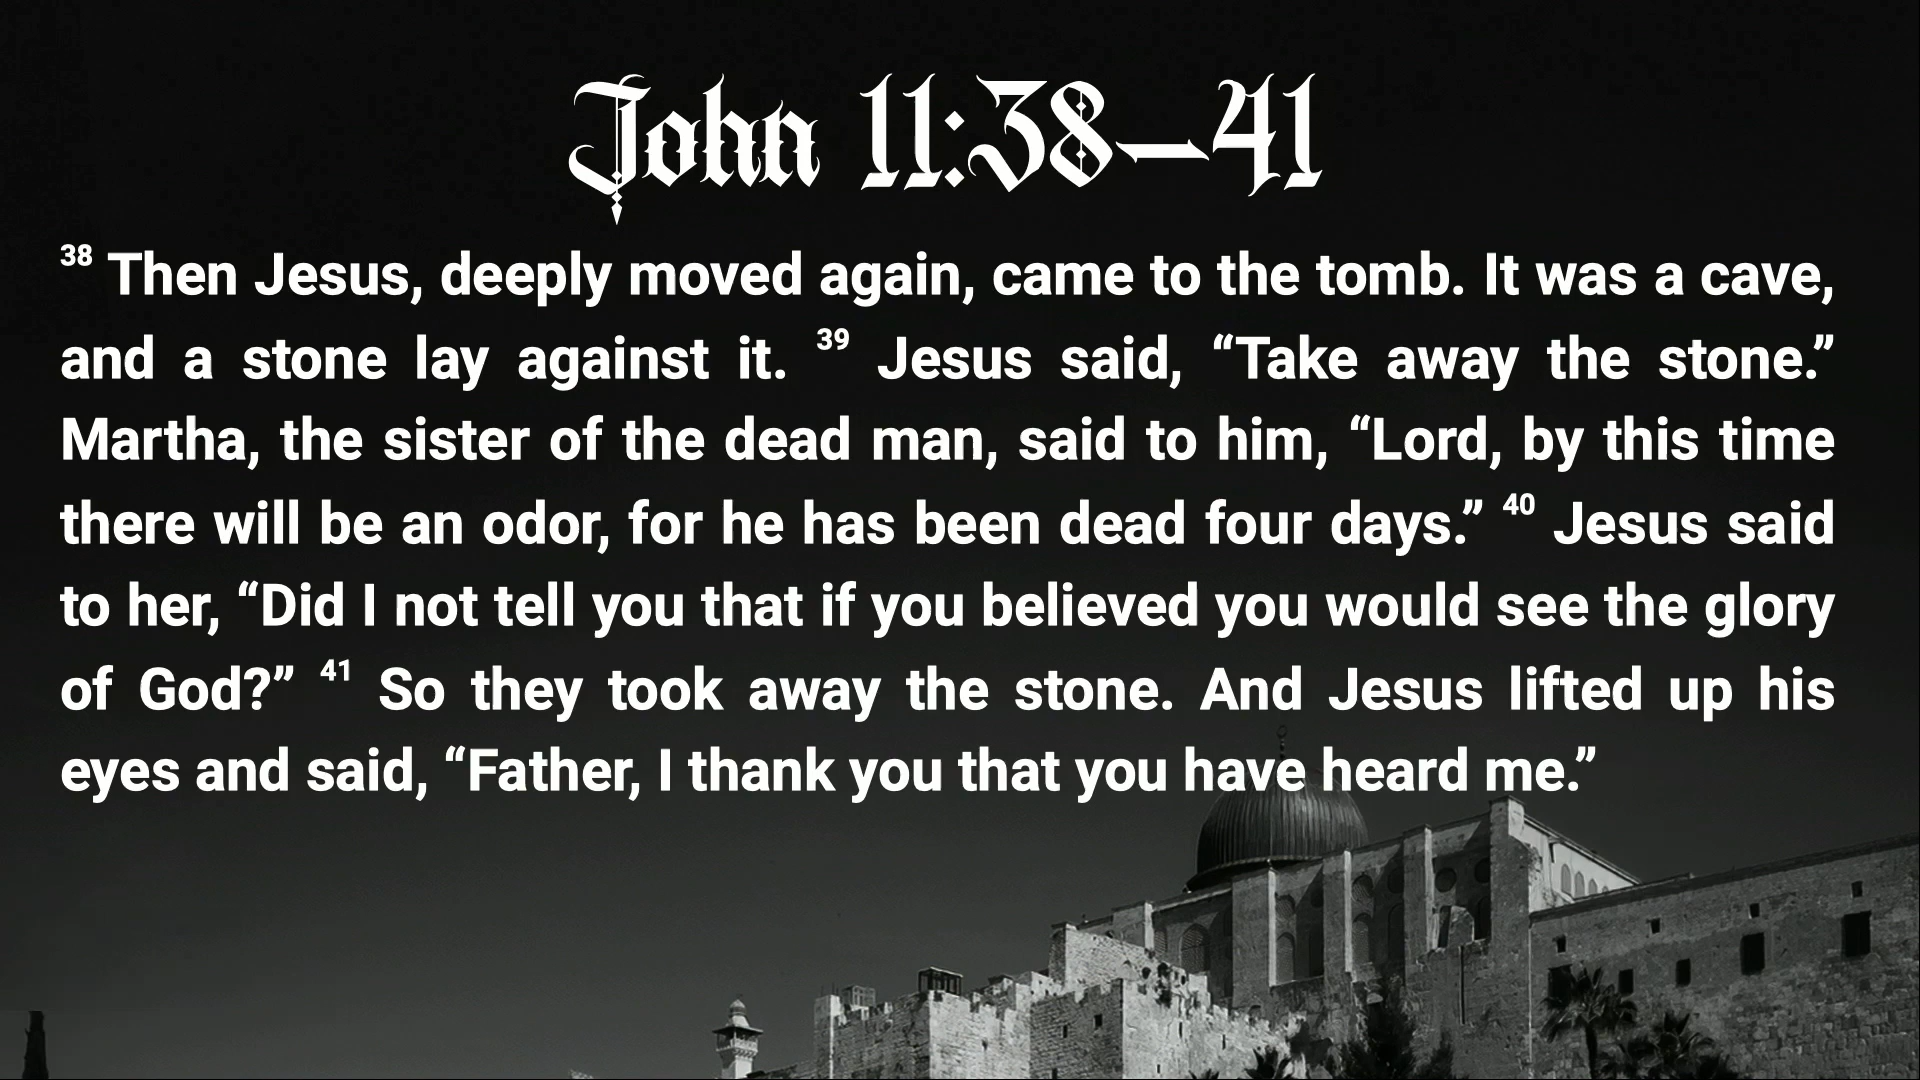 John 11:38–41
38 Then Jesus, deeply moved again, came to the tomb. It was a cave,
and a stone lay against it. 39 Jesus said, “Take away the stone.”
Martha, the sister of the dead man, said to him, “Lord, by this time
there will be an odor, for he has been dead four days.” 40 Jesus said
to her, “Did I not tell you that if you believed you would see the glory
of God?” 41 So they took away the stone. And Jesus lifted up his
eyes and said, “Father, I thank you that you have heard me.”